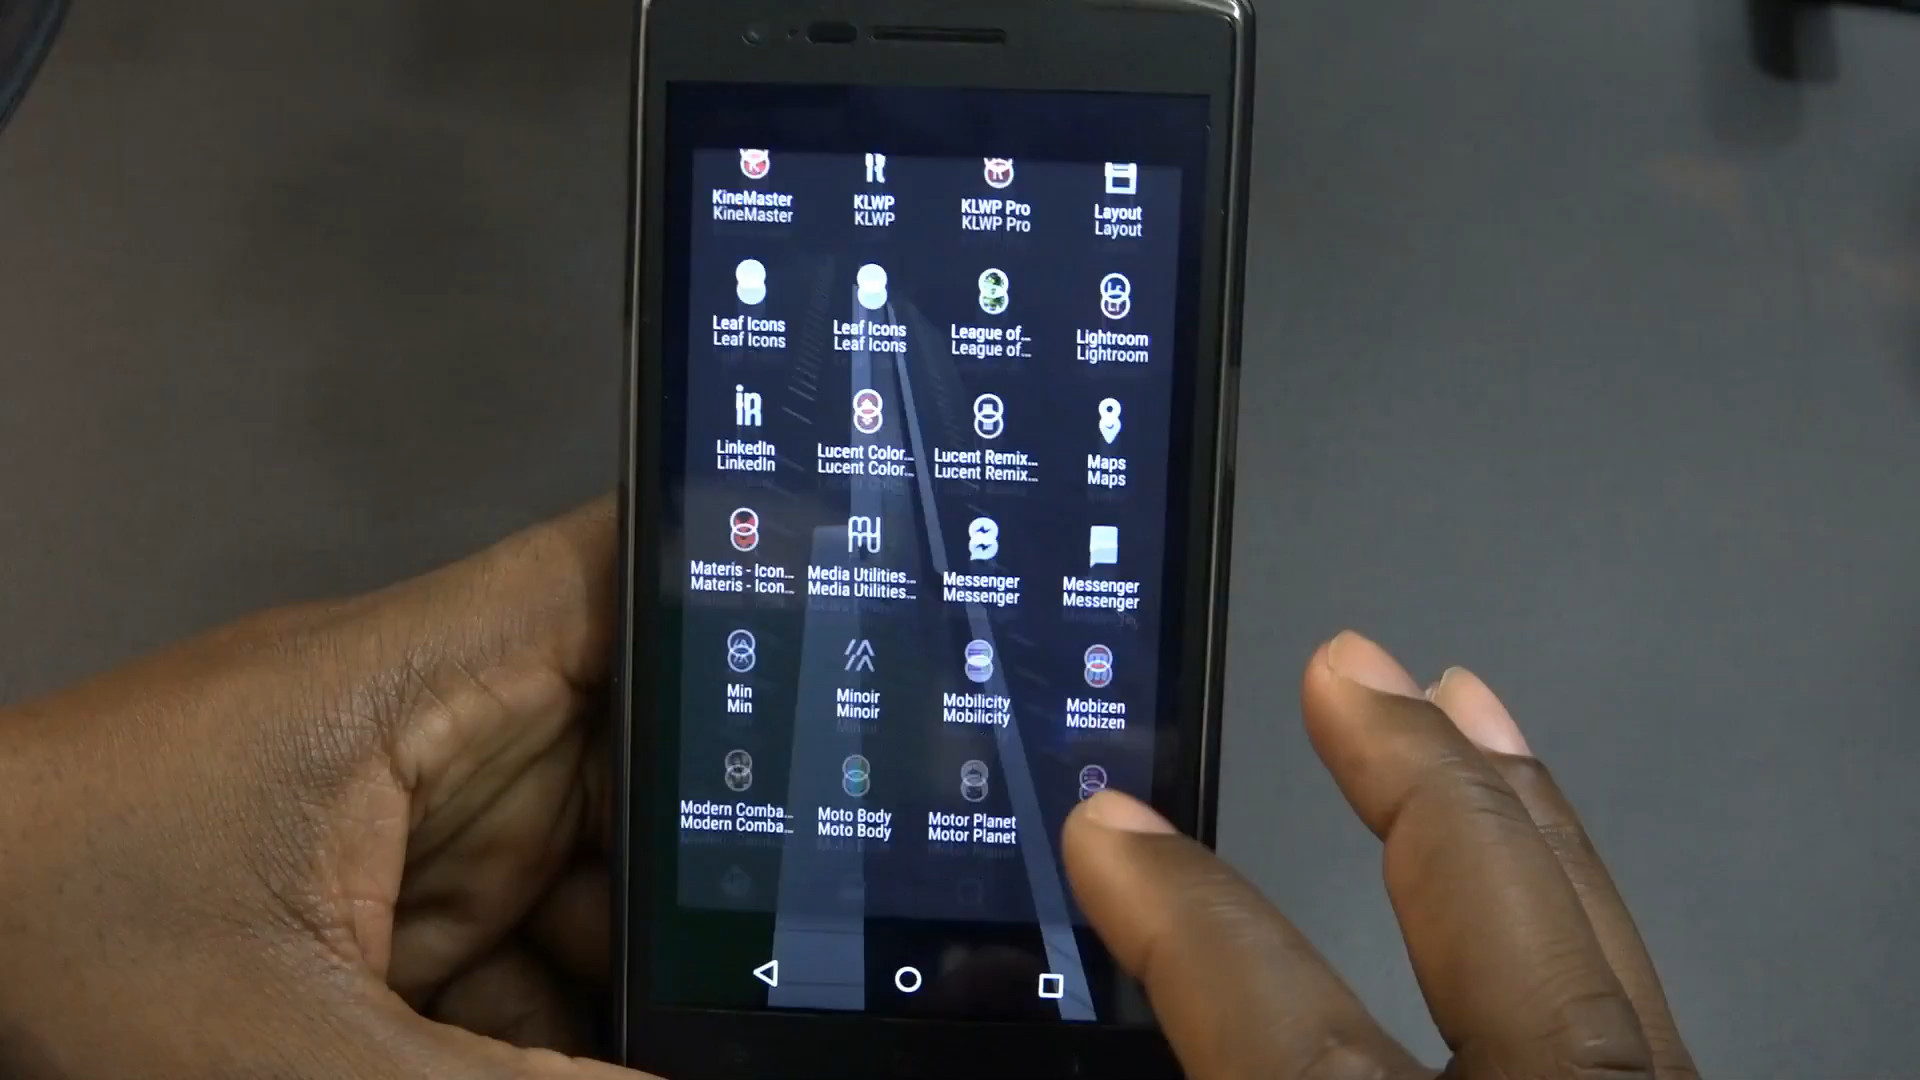 KineMaster KLWP KLWP Pro Layout
KineMaster KLWP KLWP Pro Layout
Leaf Icons Leaf Icons League of... Lightroom
Leaf Icons Leaf Icons League of... Lightroom
LinkedIn Lucent Color... Lucent Remix... Maps
LinkedIn Lucent Color... Lucent Remix... Maps
Materis - Icon... Media Utilities... Messenger Messenger
Materis - Icon... Media Utilities... Messenger Messenger
Min Minoir Mobilicity Mobizen
Min Minoir Mobilicity Mobizen
Modern Comba... Moto Body Motor Planet
Modern Comba... Moto Body Motor Planet